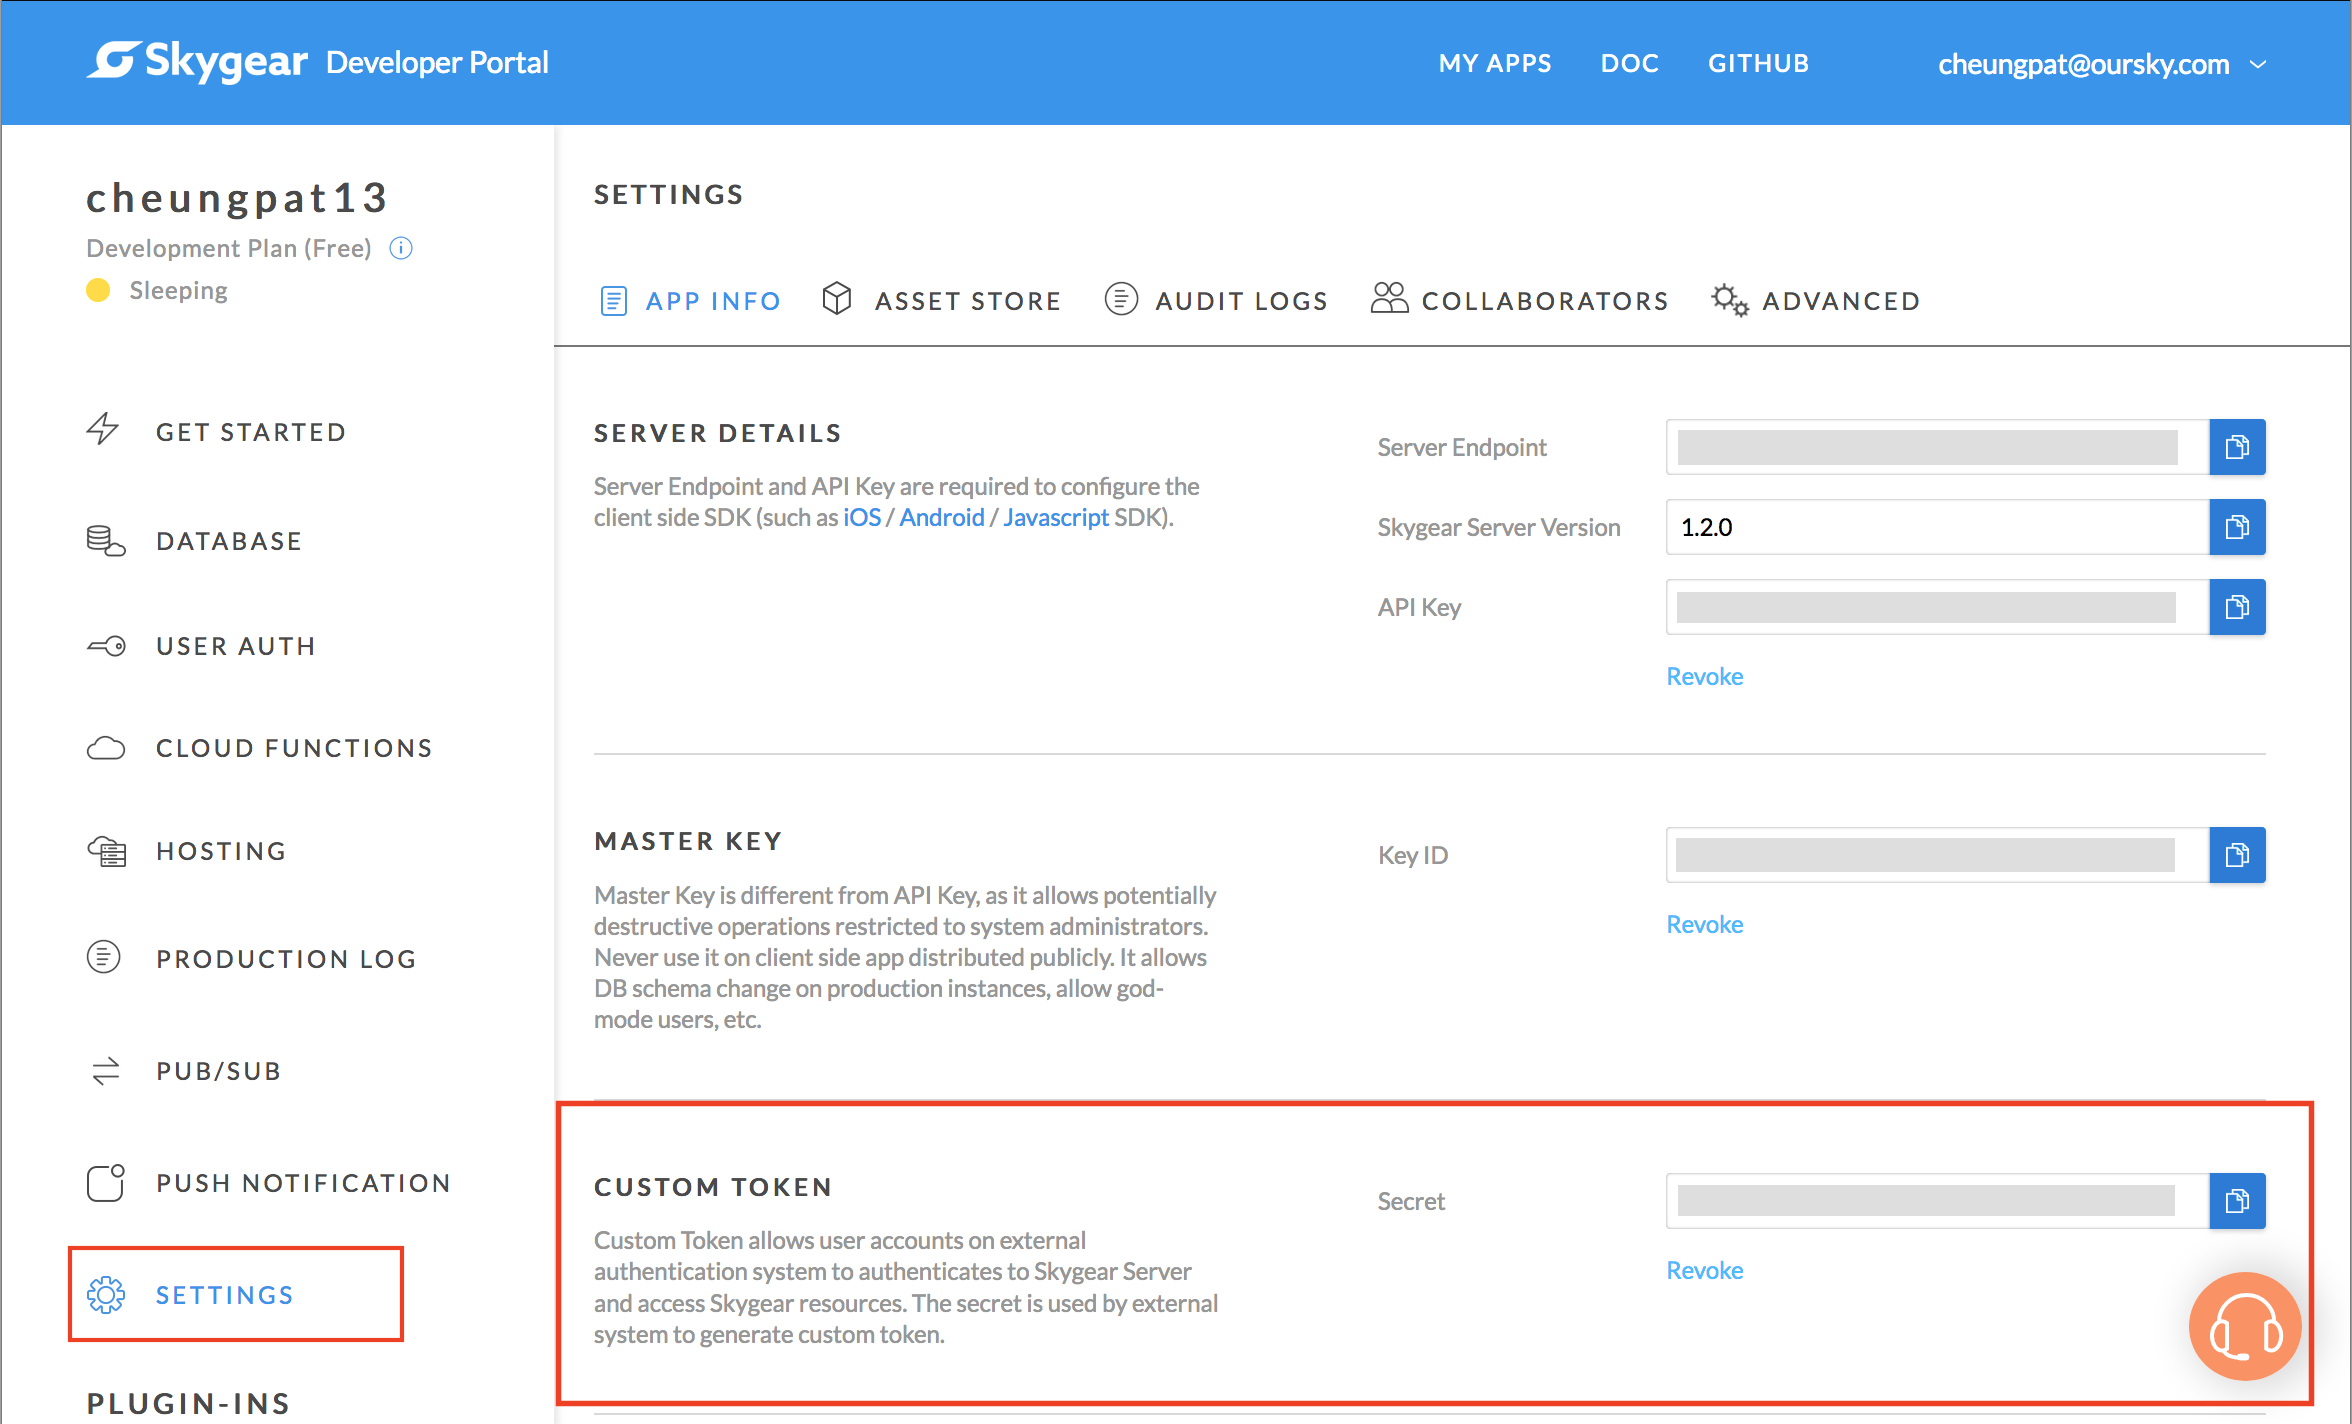 Skygear Developer Portal
MY APPS DOC GITHUB cheungpat@oursky.com
cheungpat13
Development Plan (Free)
Sleeping
GET STARTED
DATABASE
USER AUTH
CLOUD FUNCTIONS
HOSTING
PRODUCTION LOG
PUB/SUB
PUSH NOTIFICATION
SETTINGS
PLUGIN-INS
SETTINGS
APP INFO ASSET STORE AUDIT LOGS COLLABORATORS ADVANCED
SERVER DETAILS
Server Endpoint and API Key are required to configure the
client side SDK (such as iOS / Android / Javascript SDK).
Server Endpoint
Skygear Server Version 1.2.0
API Key
Revoke
MASTER KEY
Master Key is different from API Key, as it allows potentially
destructive operations restricted to system administrators.
Never use it on client side app distributed publicly. It allows
DB schema change on production instances, allow god-
mode users, etc.
Key ID
Revoke
CUSTOM TOKEN
Custom Token allows user accounts on external
authentication system to authenticates to Skygear Server
and access Skygear resources. The secret is used by external
system to generate custom token.
Secret
Revoke